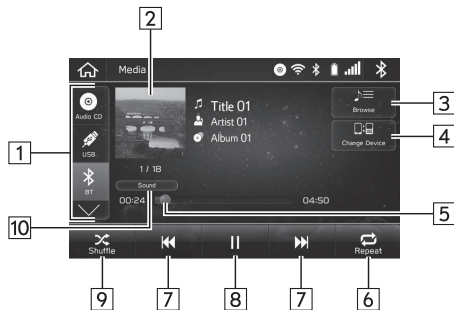 2
Media
Title 01
Artist 01
Album 01
Browse
3
Change Device
4
Audio CD
USB
BT
1
1 / 18
Sound
00:24
04:50
5
10
Shuffle
Repeat
9
7
8
7
6